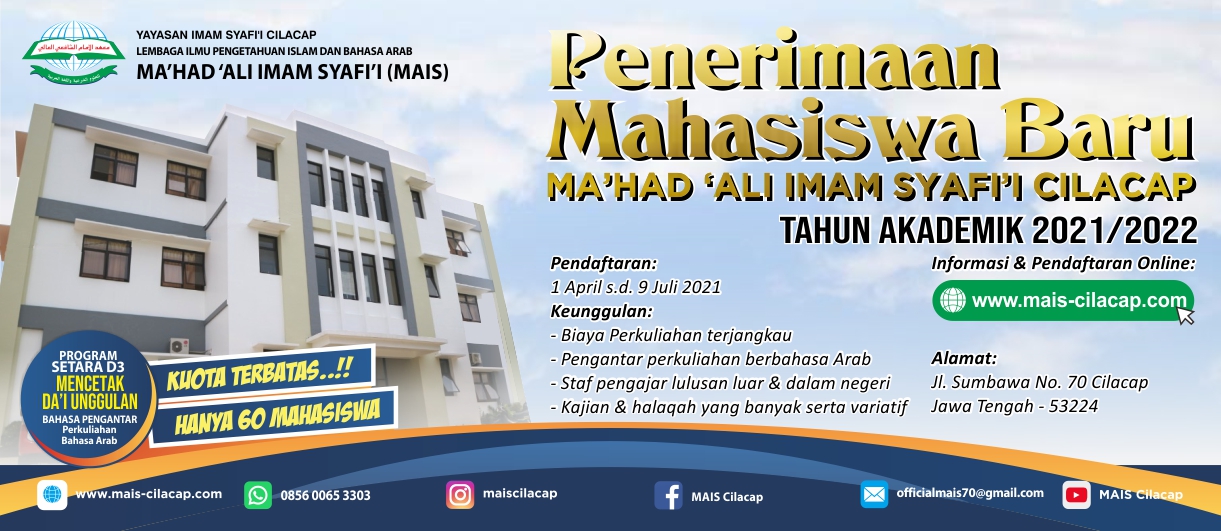 معهد الإمام الشافعي العالي
YAYASAN IMAM SYAFI'I CILACAP
LEMBAGA ILMU PENGETAHUAN ISLAM DAN BAHASA ARAB
MA'HAD 'ALI IMAM SYAFI'I (MAIS)
Penerimaan
Mahasiswa Baru
MA'HAD 'ALI IMAM SYAFI'I CILACAP
TAHUN AKADEMIK 2021/2022
Pendaftaran:
1 April s.d. 9 Juli 2021
Keunggulan:
- Biaya Perkuliahan terjangkau
- Pengantar perkuliahan berbahasa Arab
- Staf pengajar lulusan luar & dalam negeri
- Kajian & halaqah yang banyak serta variatif
Informasi & Pendaftaran Online:
www.mais-cilacap.com
Alamat:
Jl. Sumbawa No. 70 Cilacap
Jawa Tengah - 53224
PROGRAM
SETARA D3
MENCETAK
DA'I UNGGULAN
BAHASA PENGANTAR
Perkuliahan
Bahasa Arab
KUOTA TERBATAS..!!
HANYA 60 MAHASISWA
www.mais-cilacap.com
0856 0065 3303
maiscilacap
MAIS Cilacap
officialmais70@gmail.com
MAIS Cilacap